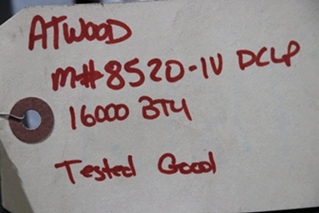 ATWOOD
M#8520-IV DCLP
16000 BTU
Tested Good